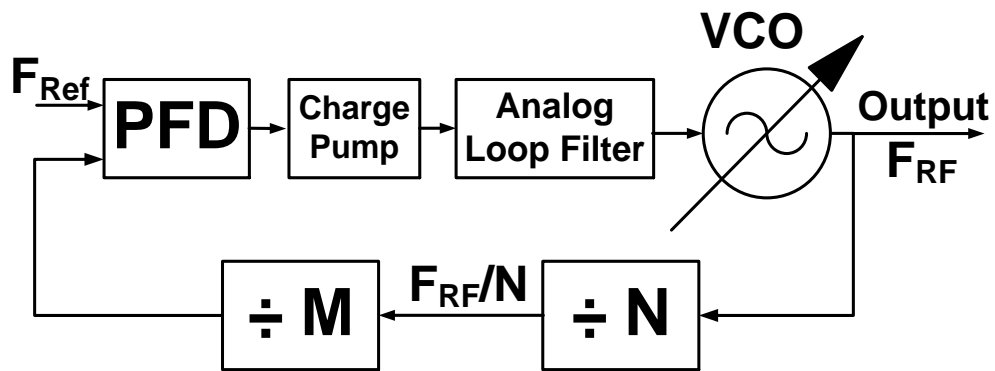 VCO
F_Ref
PFD
Charge
Pump
Analog
Loop Filter
Output
F_RF
÷ M
F_RF/N
÷ N